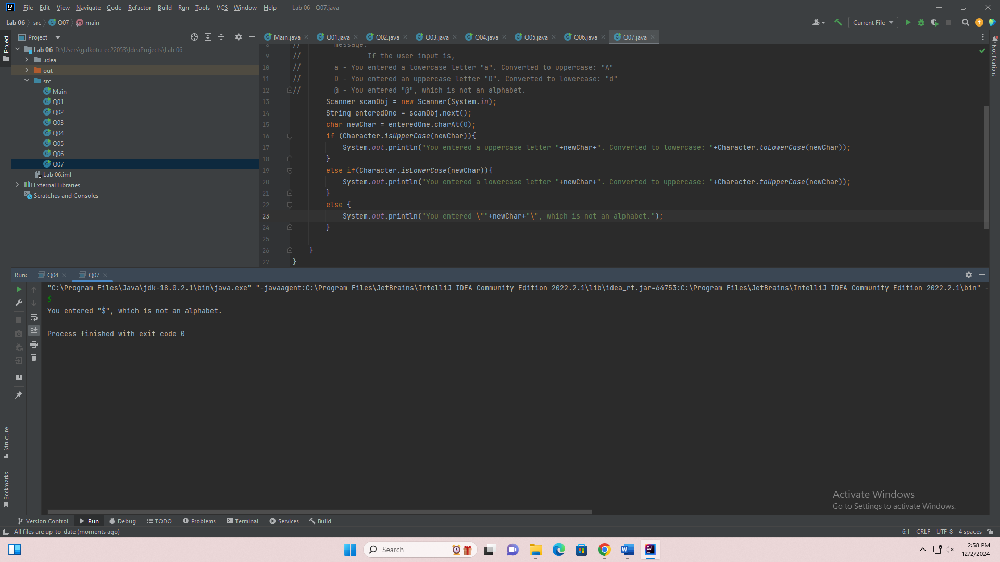 File Edit View Navigate Code Refactor Build Run Tools VCS Window Help Lab 06 - Q07.java
Lab 06 src Q07 main Current File
Project
Main.java Q01.java Q02.java Q03.java Q04.java Q05.java Q06.java Q07.java
Project
Lab 06 D:\Users\galkotu-ec22053\IdeaProjects\Lab 06
.idea
out
src
Main
Q01
Q02
Q03
Q04
Q05
Q06
Q07
Lab 06.iml
External Libraries
Scratches and Consoles
8 // message.
9 // If the user input is,
10 // a - You entered a lowercase letter "a". Converted to uppercase: "A"
11 // D - You entered an uppercase letter "D". Converted to lowercase: "d"
12 // @ - You entered "@", which is not an alphabet.
13 Scanner scanObj = new Scanner(System.in);
14 String enteredOne = scanObj.next();
15 char newChar = enteredOne.charAt(0);
16 if (Character.isUpperCase(newChar)){
17 System.out.println("You entered a uppercase letter "+newChar+". Converted to lowercase: "+Character.toLowerCase(newChar));
18 }
19 else if(Character.isLowerCase(newChar)){
20 System.out.println("You entered a lowercase letter "+newChar+". Converted to uppercase: "+Character.toUpperCase(newChar));
21 }
22 else {
23 System.out.println("You entered \""+newChar+"\", which is not an alphabet.");
24 }
25
26 }
27 }
Notifications
Run: Q04 Q07
"C:\Program Files\Java\jdk-18.0.2.1\bin\java.exe" "-javaagent:C:\Program Files\JetBrains\IntelliJ IDEA Community Edition 2022.2.1\lib\idea_rt.jar=64753:C:\Program Files\JetBrains\IntelliJ IDEA Community Edition 2022.2.1\bin" -
$
You entered "$", which is not an alphabet.
Process finished with exit code 0
Structure
Bookmarks
Activate Windows
Go to Settings to activate Windows.
Version Control Run Debug TODO Problems Terminal Services Build
All files are up-to-date (moments ago) 6:1 CRLF UTF-8 4 spaces
Search
2:58 PM
12/2/2024